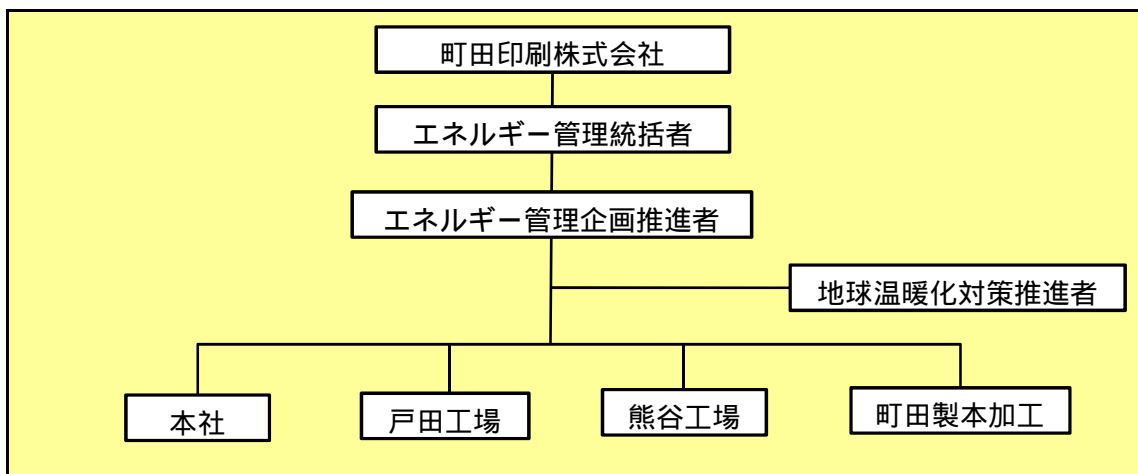 町田印刷株式会社
エネルギー管理統括者
エネルギー管理企画推進者
地球温暖化対策推進者
本社
戸田工場
熊谷工場
町田製本加工